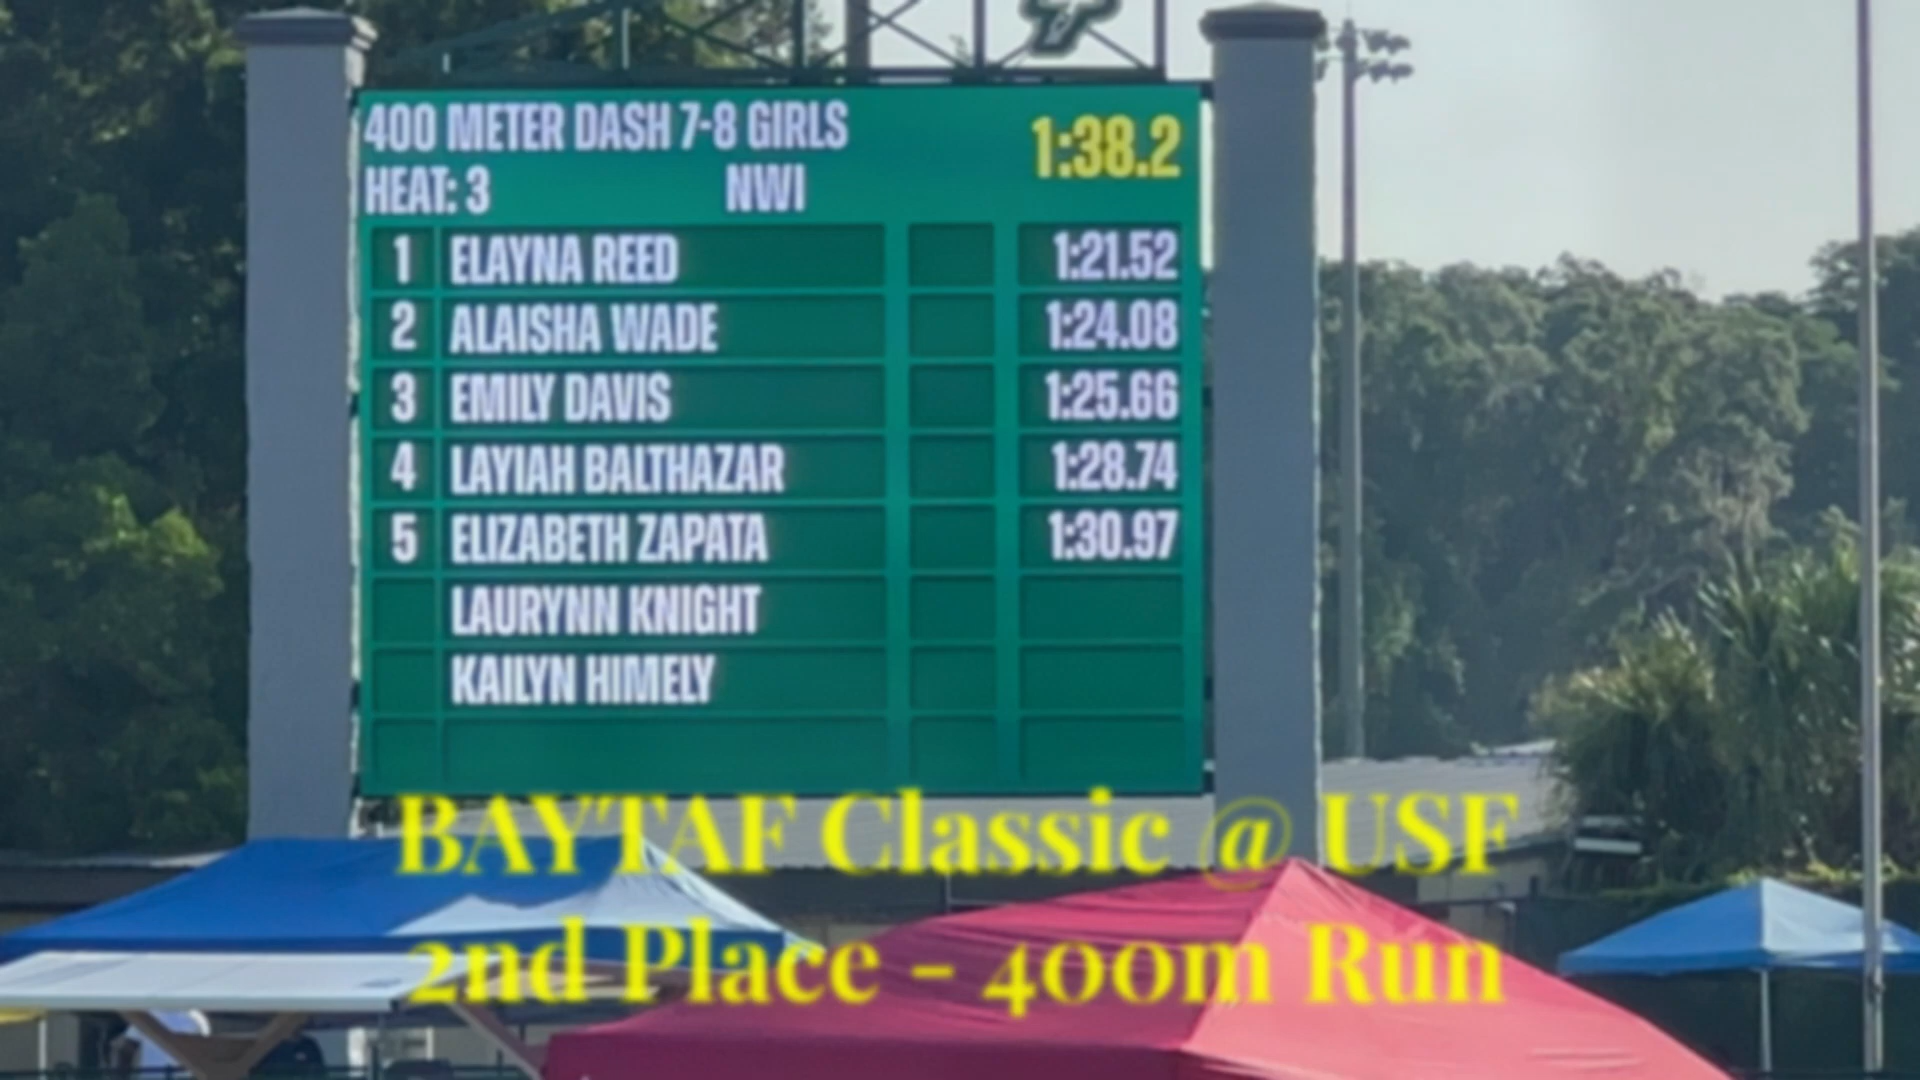 400 METER DASH 7-8 GIRLS 1:38.2
HEAT: 3 NWI
1 ELAYNA REED 1:21.52
2 ALAISHA WADE 1:24.08
3 EMILY DAVIS 1:25.66
4 LAYIAH BALTHAZAR 1:28.74
5 ELIZABETH ZAPATA 1:30.97
LAURYNN KNIGHT
KAILYN HIMELY
BAYTAF Classic @ USF
2nd Place - 400m Run